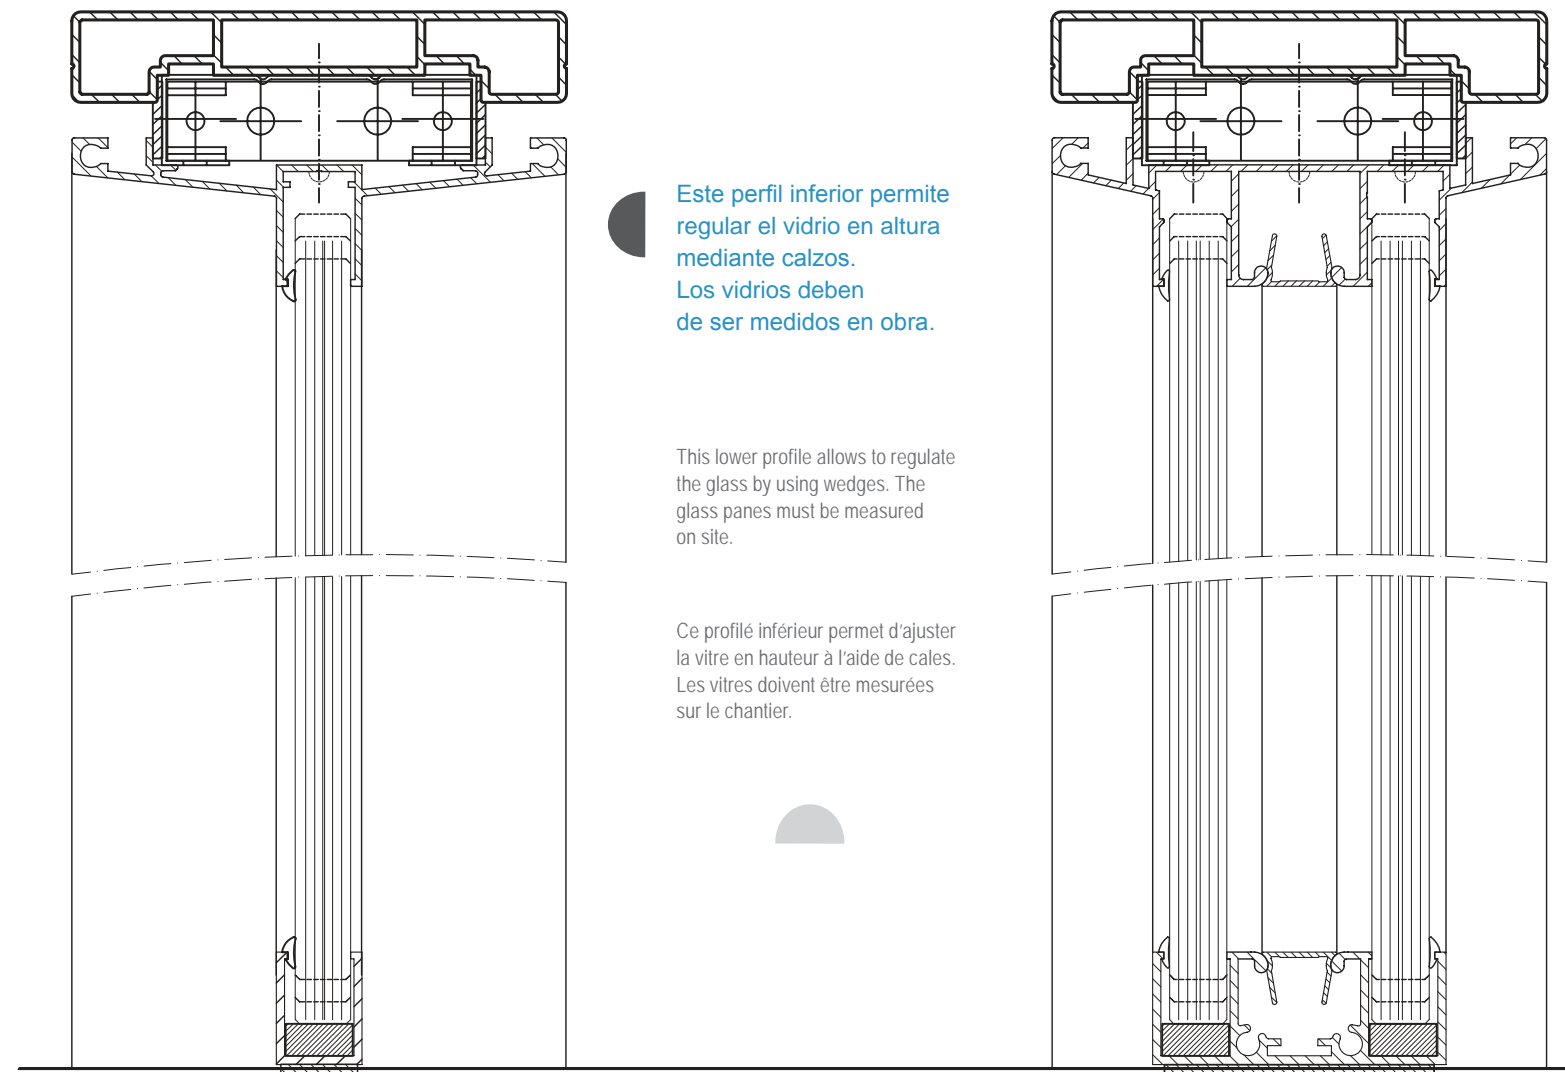 Este perfil inferior permite
regular el vidrio en altura
mediante calzos.
Los vidrios deben
de ser medidos en obra.
This lower profile allows to regulate
the glass by using wedges. The
glass panes must be measured
on site.
Ce profilé inférieur permet d'ajuster
la vitre en hauteur à l'aide de cales.
Les vitres doivent être mesurées
sur le chantier.